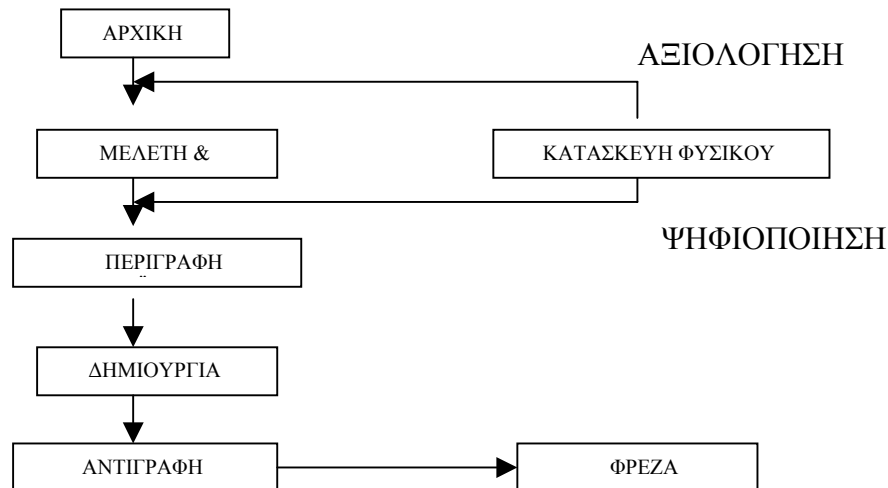 ΑΡΧΙΚΗ
ΑΞΙΟΛΟΓΗΣΗ
ΜΕΛΕΤΗ &
ΚΑΤΑΣΚΕΥΗ ΦΥΣΙΚΟΥ
ΨΗΦΙΟΠΟΙΗΣΗ
ΠΕΡΙΓΡΑΦΗ
ΔΗΜΙΟΥΡΓΙΑ
ΑΝΤΙΓΡΑΦΗ
ΦΡΕΖΑ